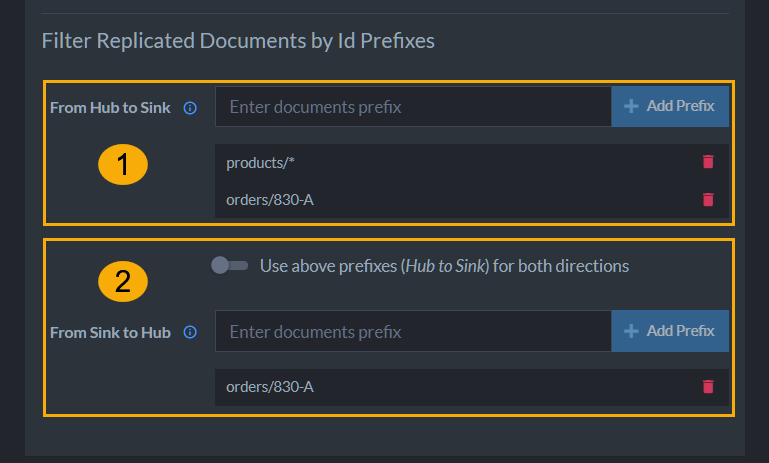 Filter Replicated Documents by Id Prefixes
From Hub to Sink
Enter documents prefix
Add Prefix
1
products/*
orders/830-A
2
Use above prefixes (Hub to Sink) for both directions
From Sink to Hub
Enter documents prefix
Add Prefix
orders/830-A